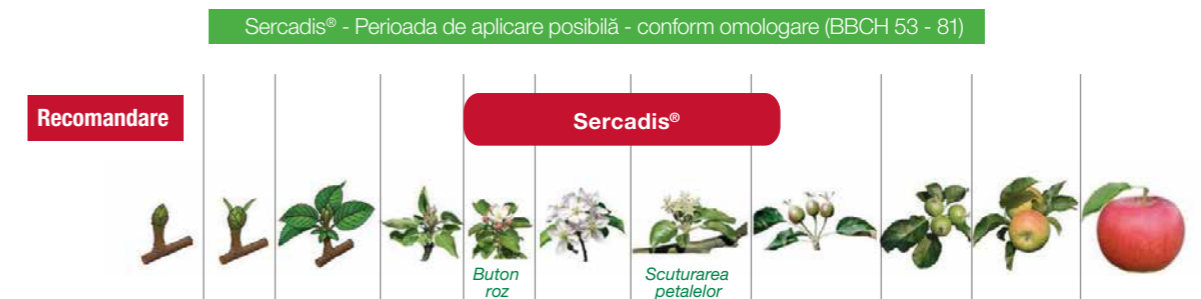 Sercadis® - Perioada de aplicare posibilă - conform omologare (BBCH 53 - 81)
Recomandare
Sercadis®
Buton
roz
Scuturarea
petalelor